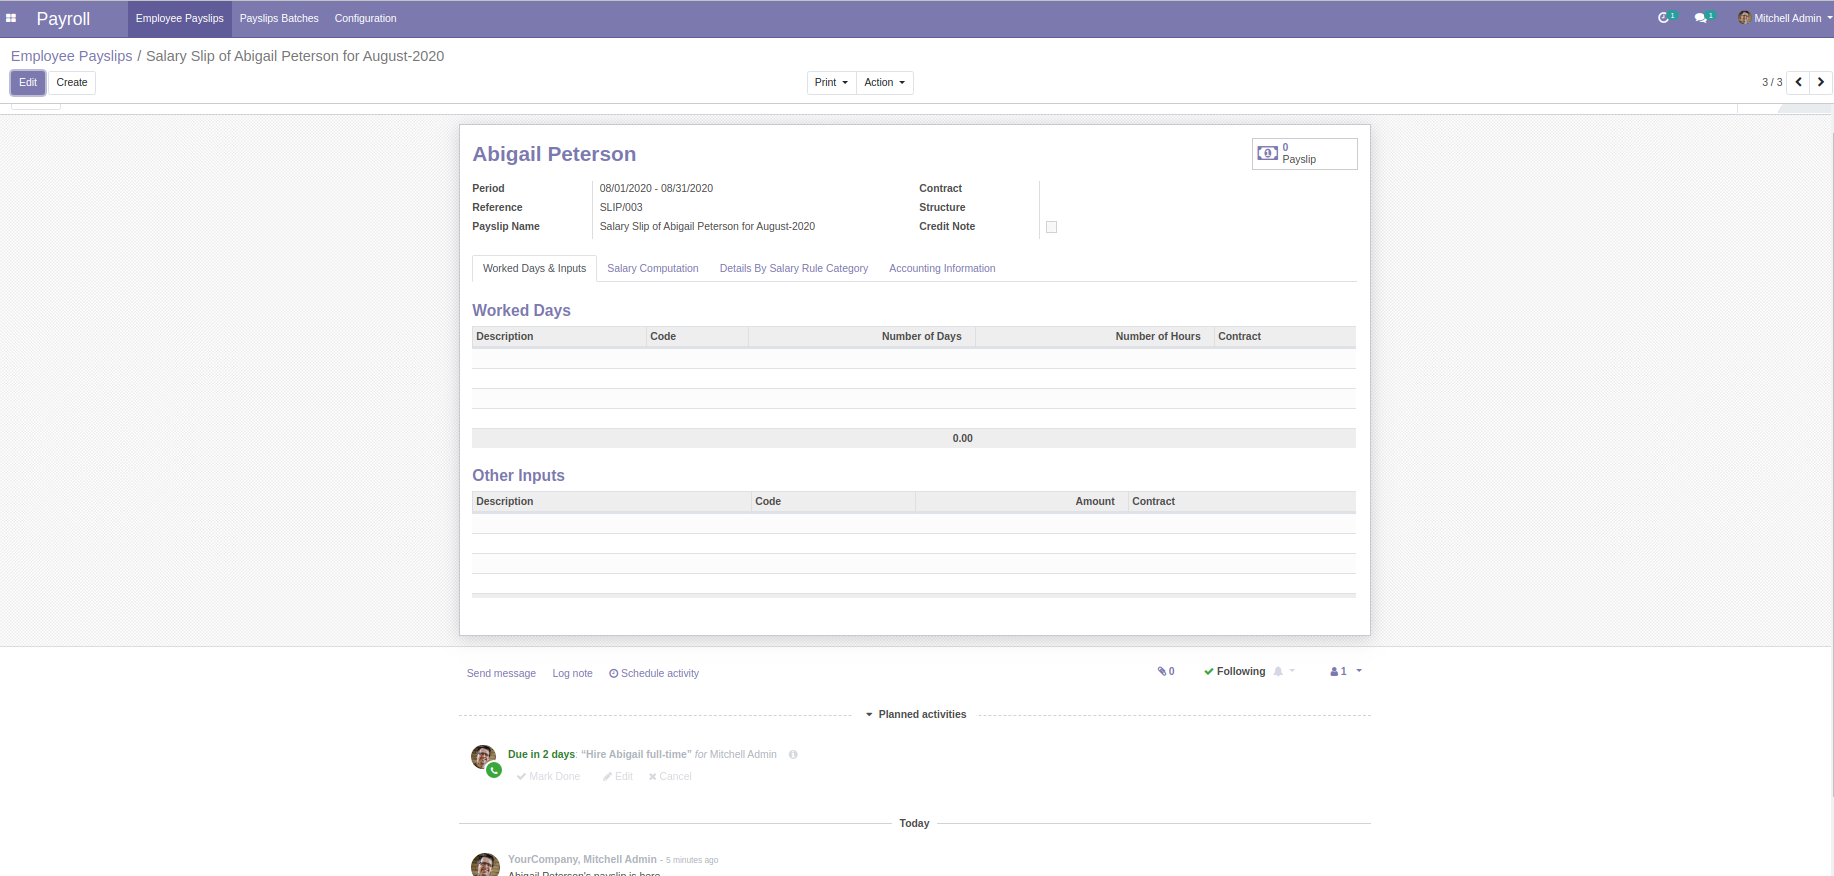 Payroll Employee Payslips Payslips Batches Configuration 1 1 Mitchell Admin
Employee Payslips / Salary Slip of Abigail Peterson for August-2020
Edit Create Print Action 3 / 3
Abigail Peterson
0
Payslip
Period 08/01/2020 - 08/31/2020 Contract
Reference SLIP/003 Structure
Payslip Name Salary Slip of Abigail Peterson for August-2020 Credit Note
Worked Days & Inputs Salary Computation Details By Salary Rule Category Accounting Information
Worked Days
Description Code Number of Days Number of Hours Contract
0.00
Other Inputs
Description Code Amount Contract
Send message Log note Schedule activity 0 Following 1
Planned activities
Due in 2 days: “Hire Abigail full-time” for Mitchell Admin
Mark Done Edit Cancel
Today
YourCompany, Mitchell Admin - 5 minutes ago
Abigail Peterson's payslip is here